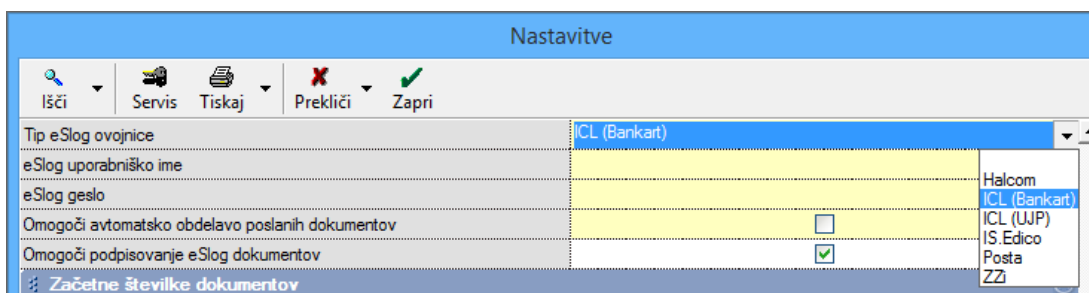 Nastavitve
Išči Servis Tiskaj Prekliči Zapri
Tip eSlog ovojnice ICL (Bankart)
eSlog uporabniško ime
eSlog geslo
Omogoči avtomatsko obdelavo poslanih dokumentov
Omogoči podpisovanje eSlog dokumentov
Začetne številke dokumentov
Halcom
ICL (Bankart)
ICL (UJP)
IS.Edico
Posta
ZZi